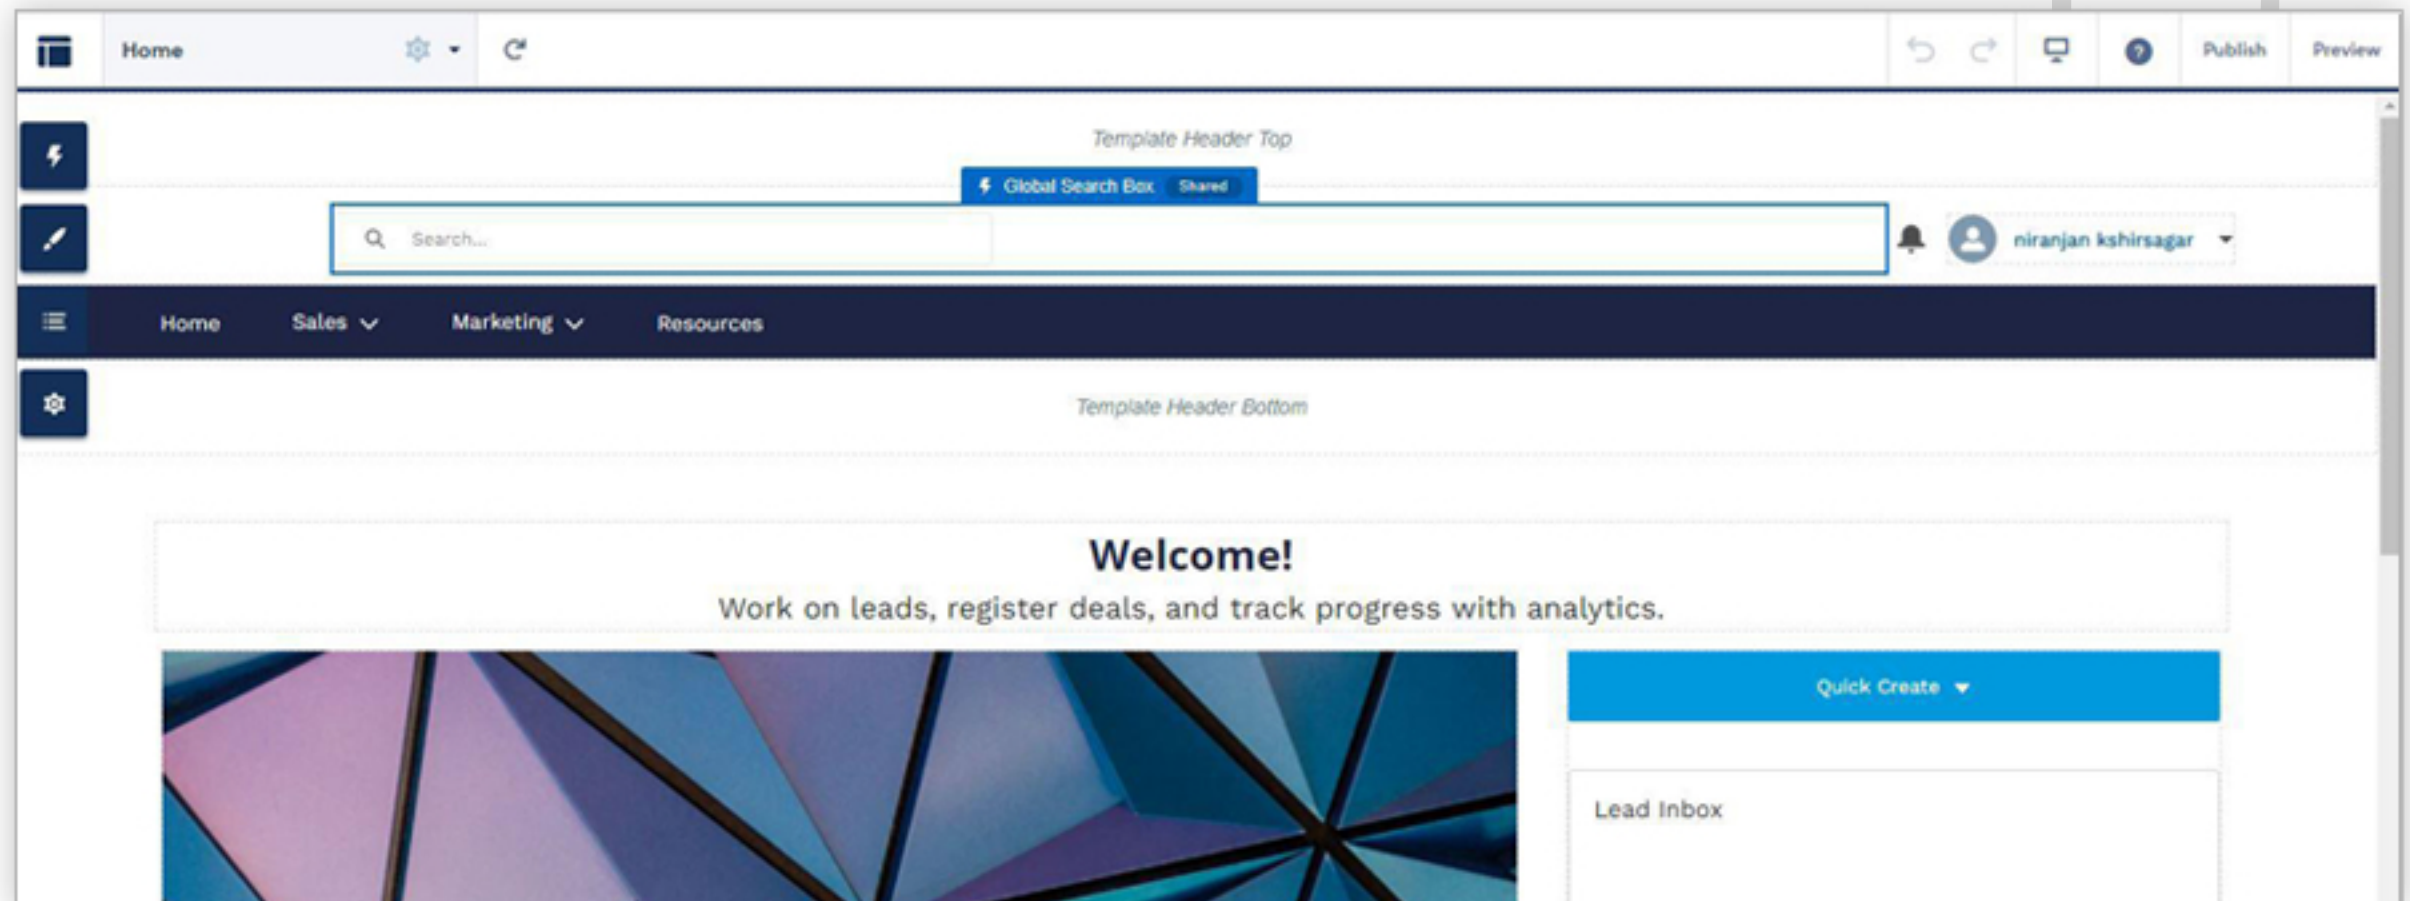 Home
Publish
Preview
Template Header Top
Global Search Box Shared
Search...
niranjan kshirsagar
Home Sales Marketing Resources
Template Header Bottom
Welcome!
Work on leads, register deals, and track progress with analytics.
Quick Create
Lead Inbox